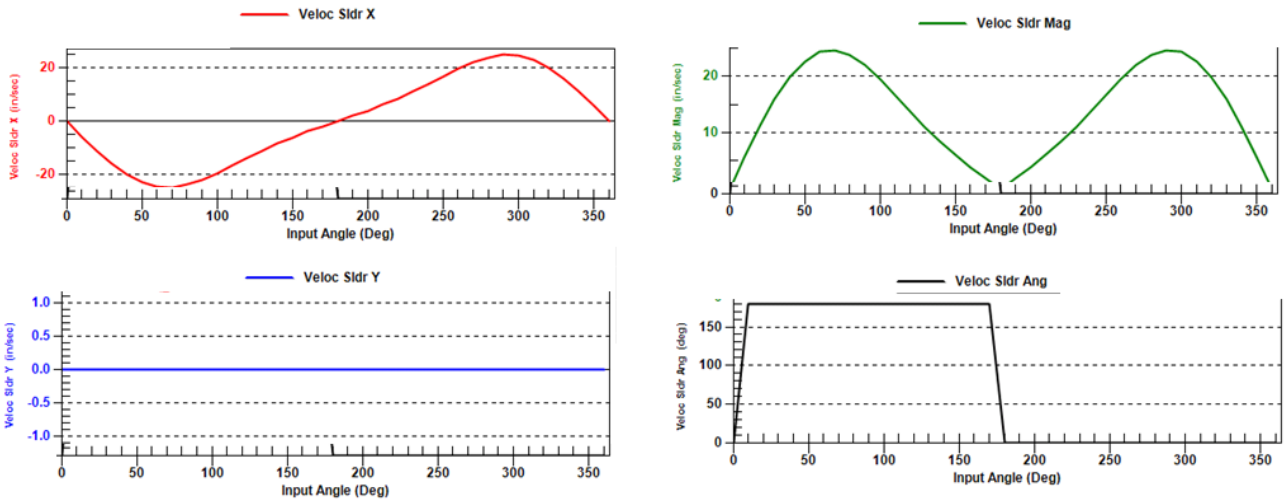 Veloc Sldr X
Veloc Sldr X (in/sec)
20
0
-20
0 50 100 150 200 250 300 350
Input Angle (Deg)
Veloc Sldr Mag
Veloc Sldr Mag (in/sec)
20
10
0
0 50 100 150 200 250 300 350
Input Angle (Deg)
Veloc Sldr Y
Veloc Sldr Y (in/sec)
1.0
0.5
0.0
-0.5
-1.0
0 50 100 150 200 250 300 350
Input Angle (Deg)
Veloc Sldr Ang
Veloc Sldr Ang (deg)
150
100
50
0
0 50 100 150 200 250 300 350
Input Angle (Deg)